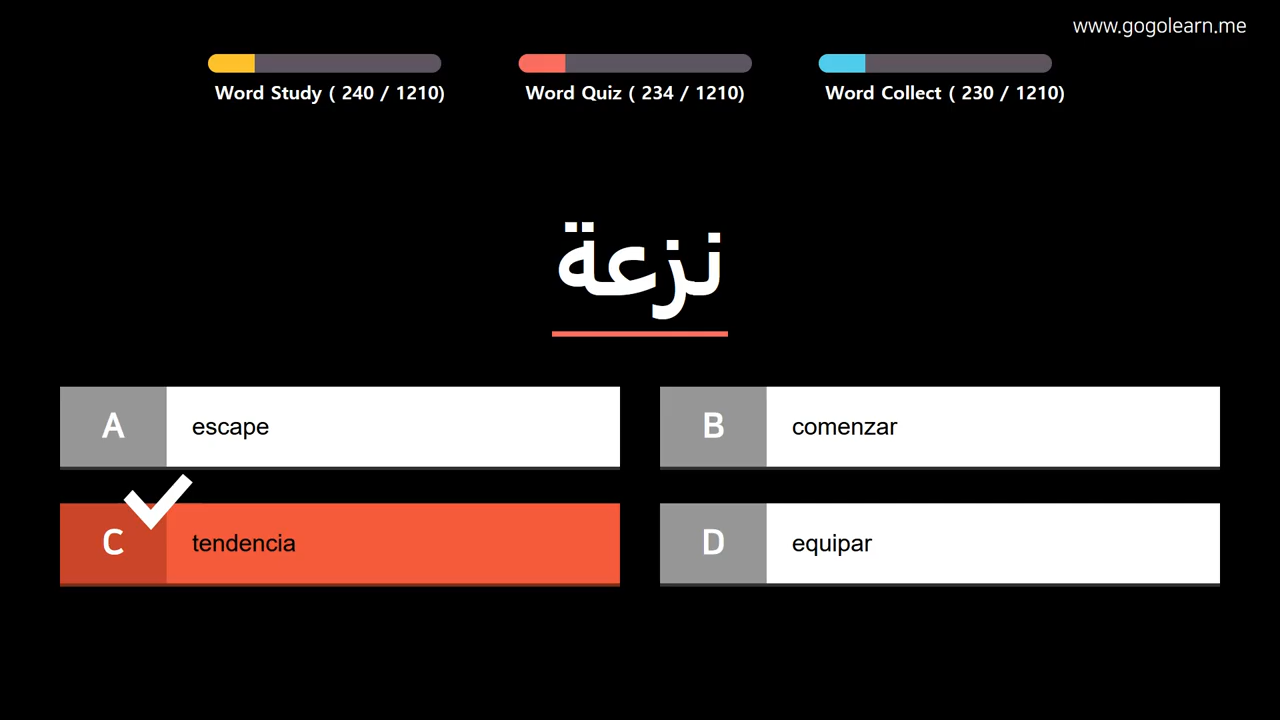 www.gogolearn.me
Word Study ( 240 / 1210)
Word Quiz ( 234 / 1210)
Word Collect ( 230 / 1210)
نزعة
A escape
B comenzar
C tendencia
D equipar